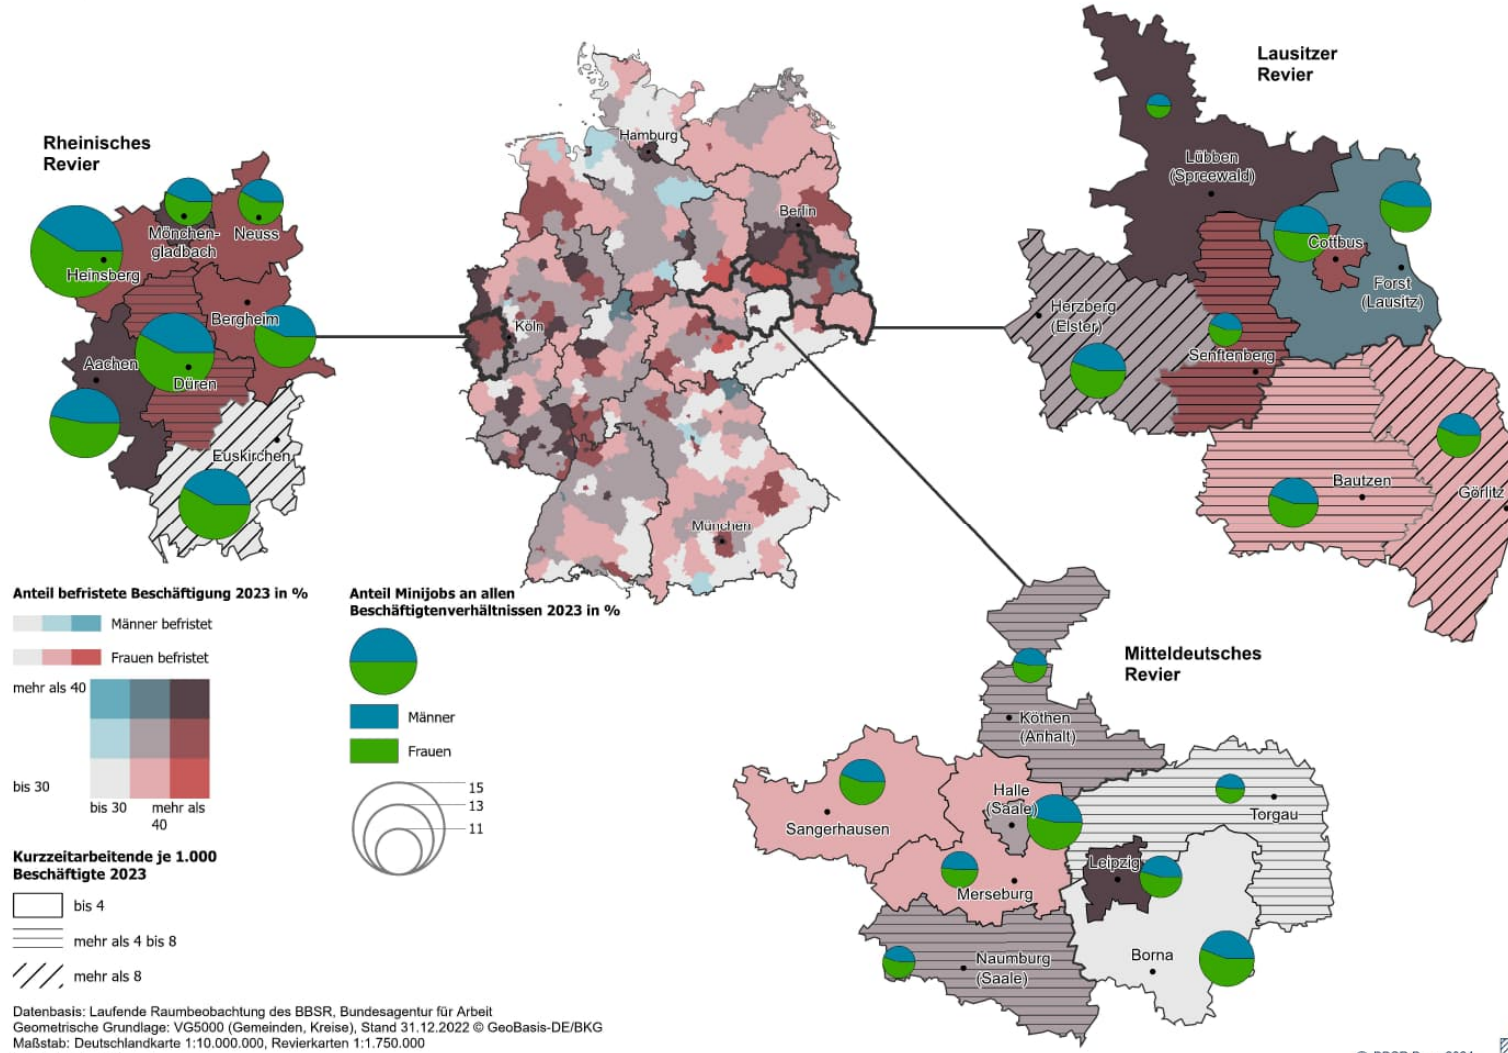 Rheinisches
Revier
Mönchen-
gladbach
Neuss
Heinsberg
Bergheim
Aachen
Düren
Euskirchen
Hamburg
Berlin
Köln
München
Lausitzer
Revier
Lübben
(Spreewald)
Cottbus
Forst
(Lausitz)
Herzberg
(Elster)
Senftenberg
Bautzen
Görlitz
Mitteldeutsches
Revier
Köthen
(Anhalt)
Halle
(Saale)
Sangerhausen
Torgau
Leipzig
Merseburg
Borna
Naumburg
(Saale)
Anteil befristete Beschäftigung 2023 in %
Männer befristet
Frauen befristet
mehr als 40
bis 30
bis 30
mehr als
40
Anteil Minijobs an allen
Beschäftigtenverhältnissen 2023 in %
Männer
Frauen
15
13
11
Kurzzeitarbeitende je 1.000
Beschäftigte 2023
bis 4
mehr als 4 bis 8
mehr als 8
Datenbasis: Laufende Raumbeobachtung des BBSR, Bundesagentur für Arbeit
Geometrische Grundlage: VG5000 (Gemeinden, Kreise), Stand 31.12.2022 © GeoBasis-DE/BKG
Maßstab: Deutschlandkarte 1:10.000.000, Revierkarten 1:1.750.000